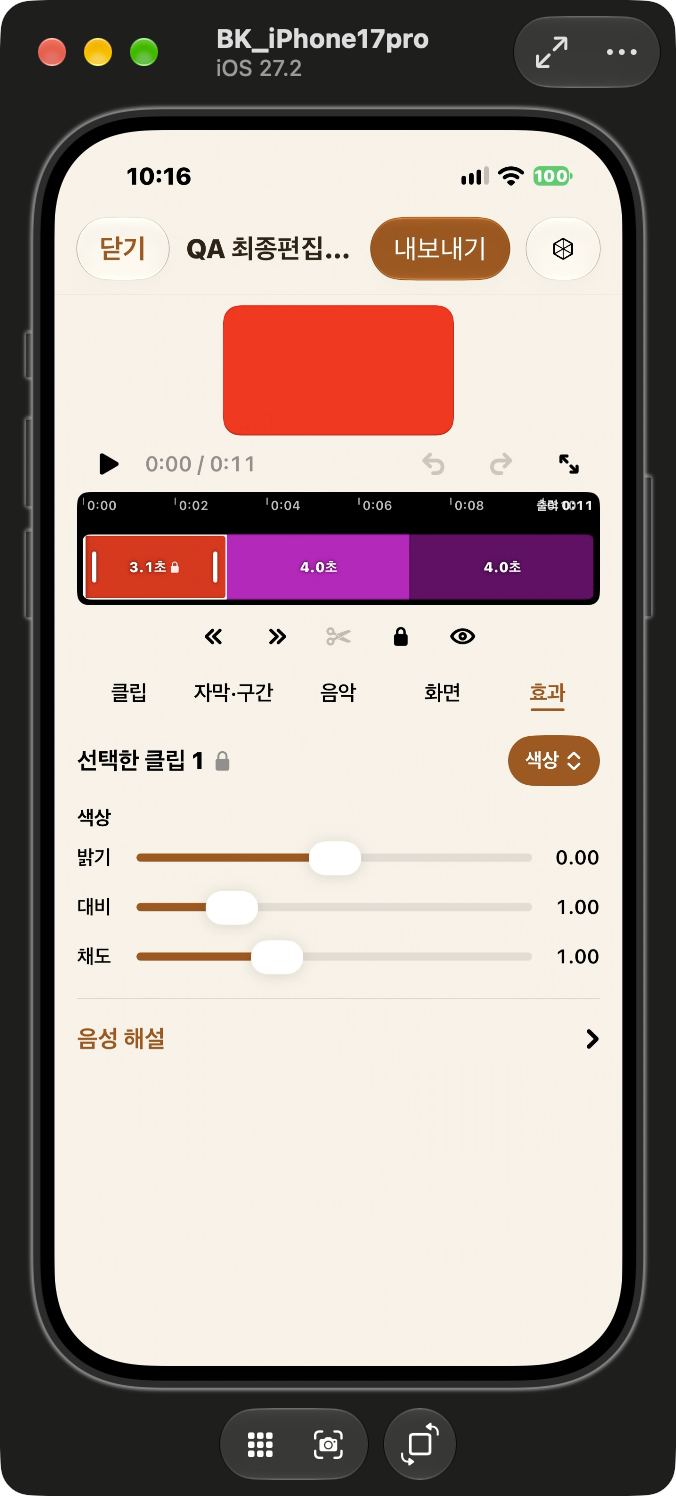 BK_iPhone17pro
iOS 27.2
10:16
100
닫기 QA 최종편집... 내보내기
0:00 / 0:11
0:00 0:02 0:04 0:06 0:08 출력 0:11
3.1초 4.0초 4.0초
클립 자막·구간 음악 화면 효과
선택한 클립 1 색상
색상
밝기 0.00
대비 1.00
채도 1.00
음성 해설